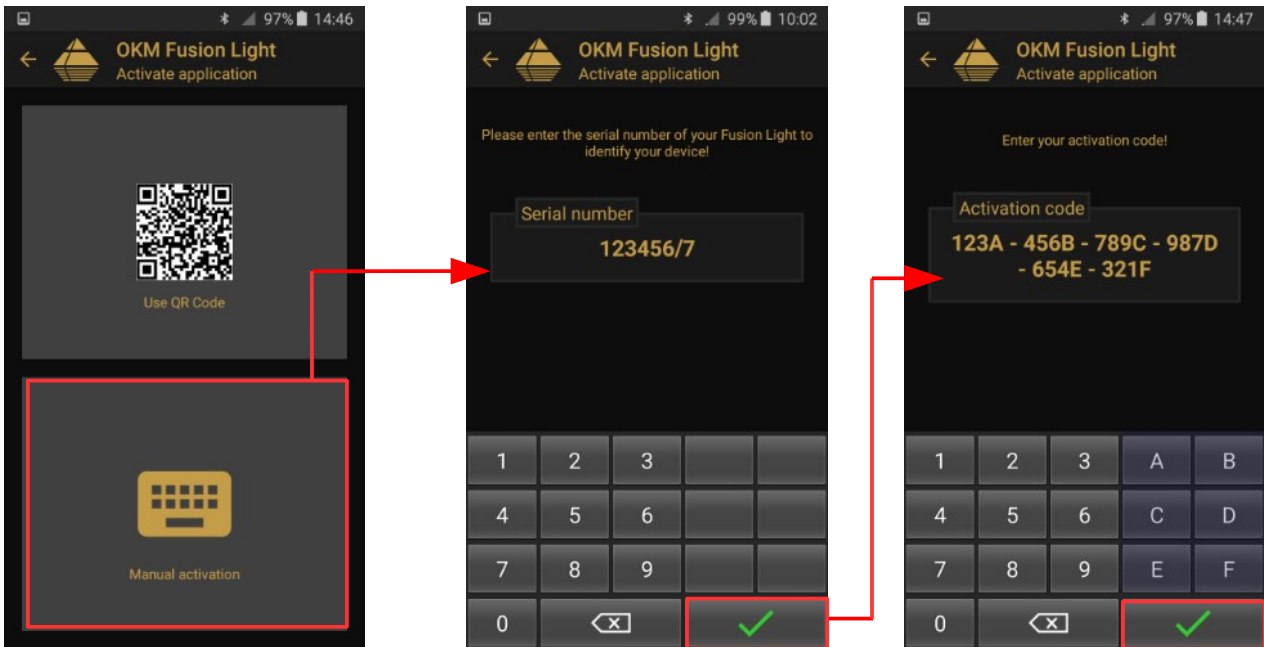 97% 14:46
OKM Fusion Light
Activate application
Use QR Code
Manual activation
99% 10:02
OKM Fusion Light
Activate application
Please enter the serial number of your Fusion Light to
identify your device!
Serial number
123456/7
1 2 3
4 5 6
7 8 9
0
97% 14:47
OKM Fusion Light
Activate application
Enter your activation code!
Activation code
123A - 456B - 789C - 987D
- 654E - 321F
1 2 3 A B
4 5 6 C D
7 8 9 E F
0